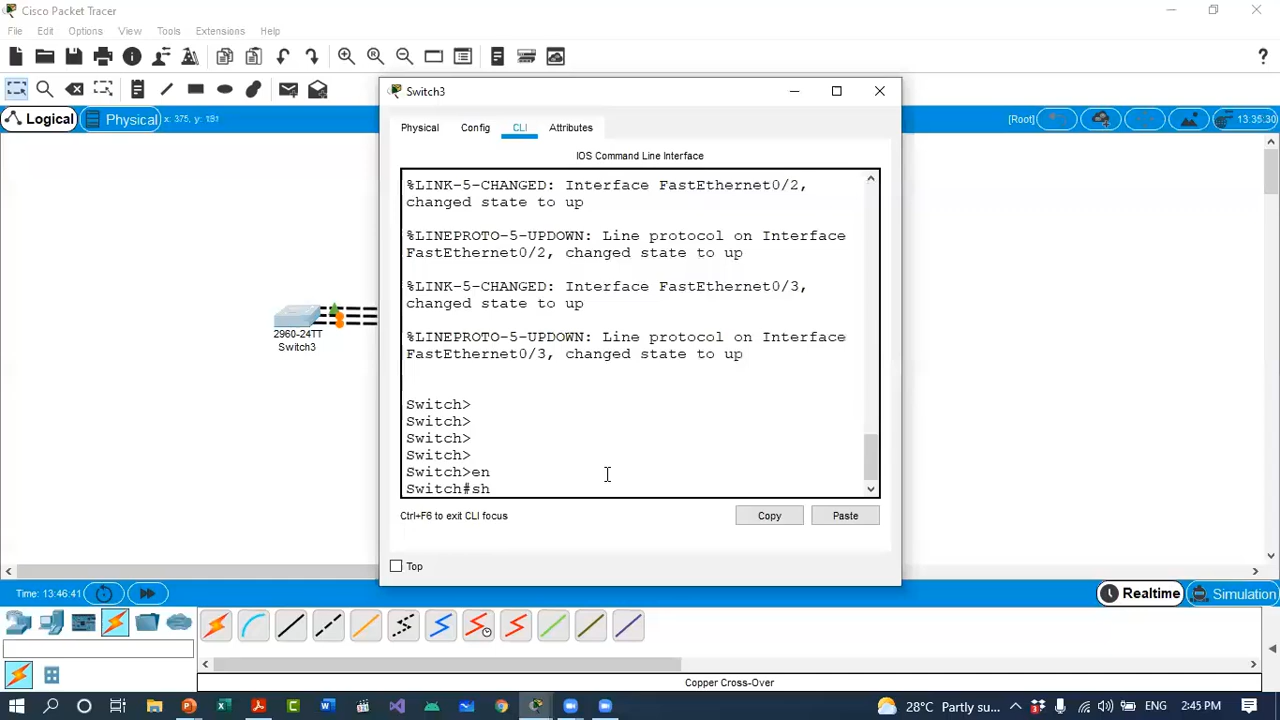 Cisco Packet Tracer
File Edit Options View Tools Extensions Help
Logical Physical x: 375, y: 131 [Root] 13:35:30
Switch3
Physical Config CLI Attributes
IOS Command Line Interface
%LINK-5-CHANGED: Interface FastEthernet0/2,
changed state to up
%LINEPROTO-5-UPDOWN: Line protocol on Interface
FastEthernet0/2, changed state to up
%LINK-5-CHANGED: Interface FastEthernet0/3,
changed state to up
%LINEPROTO-5-UPDOWN: Line protocol on Interface
FastEthernet0/3, changed state to up
Switch>
Switch>
Switch>
Switch>
Switch>en
Switch#sh
Ctrl+F6 to exit CLI focus
Copy Paste
Top
2960-24TT
Switch3
Time: 13:46:41 Realtime Simulation
Copper Cross-Over
28°C Partly su... ENG 2:45 PM